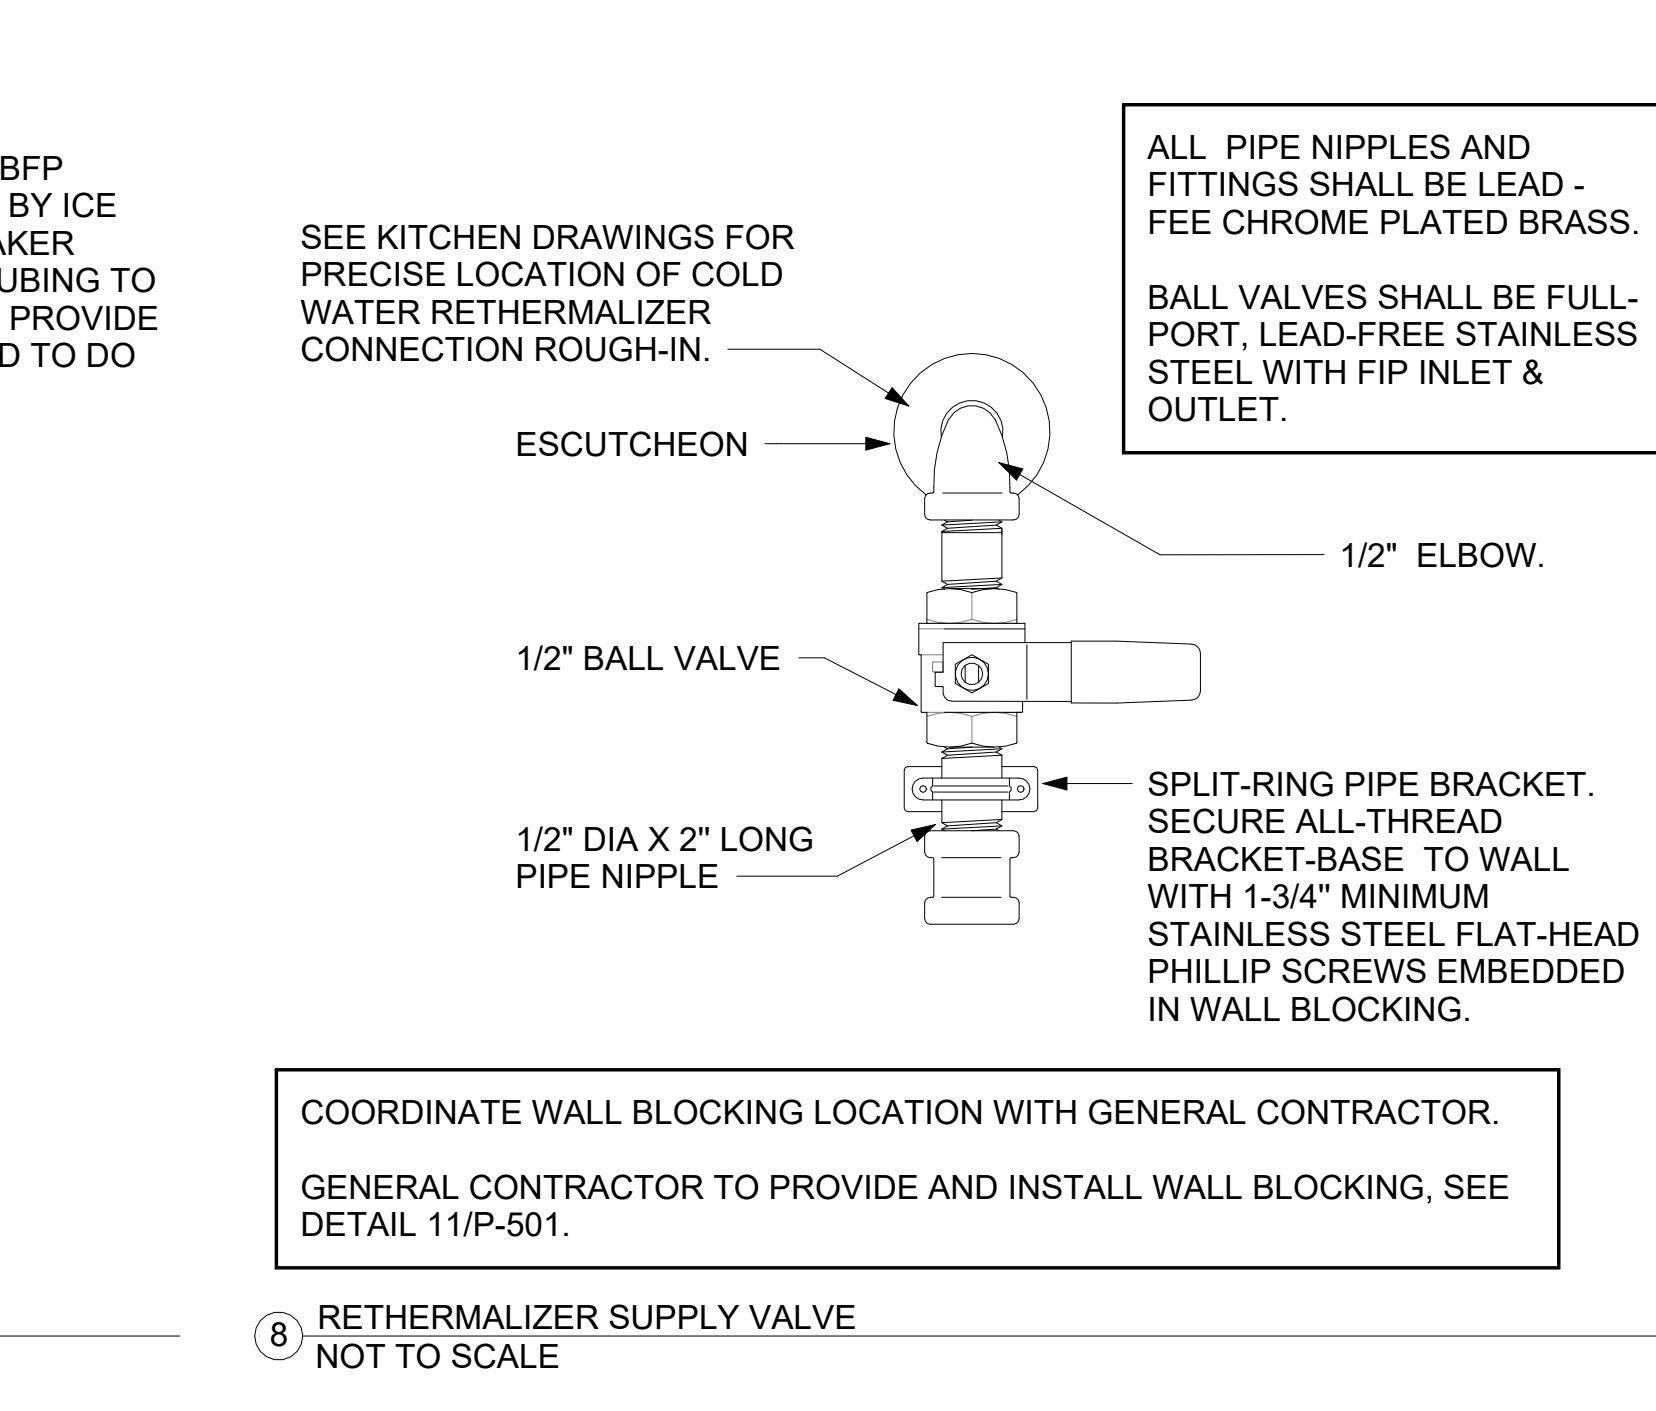 BFP
BY ICE
UBING TO
PROVIDE
TO DO
SEE KITCHEN DRAWINGS FOR
PRECISE LOCATION OF COLD
WATER RETHERMALIZER
CONNECTION ROUGH-IN.
ESCUTCHEON
1/2" BALL VALVE
1/2" DIA X 2" LONG
PIPE NIPPLE
ALL PIPE NIPPLES AND
FITTINGS SHALL BE LEAD -
FEE CHROME PLATED BRASS.
BALL VALVES SHALL BE FULL-
PORT, LEAD-FREE STAINLESS
STEEL WITH FIP INLET &
OUTLET.
1/2" ELBOW.
SPLIT-RING PIPE BRACKET.
SECURE ALL-THREAD
BRACKET-BASE TO WALL
WITH 1-3/4" MINIMUM
STAINLESS STEEL FLAT-HEAD
PHILLIP SCREWS EMBEDDED
IN WALL BLOCKING.
COORDINATE WALL BLOCKING LOCATION WITH GENERAL CONTRACTOR.
GENERAL CONTRACTOR TO PROVIDE AND INSTALL WALL BLOCKING, SEE
DETAIL 11/P-501.
8 RETHERMALIZER SUPPLY VALVE
NOT TO SCALE